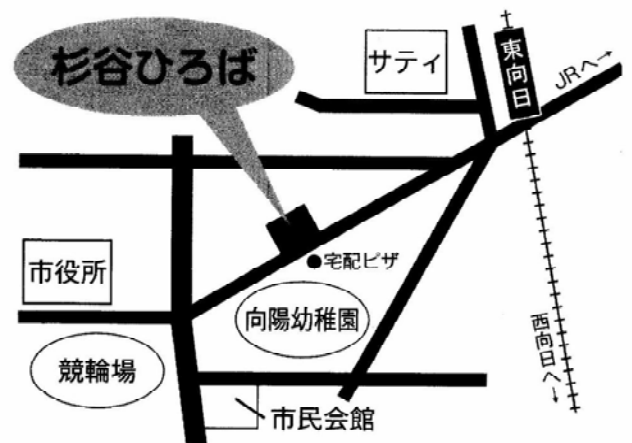 杉谷ひろば
サティ
東向日
JRへ→
宅配ピザ
市役所
向陽幼稚園
競輪場
市民会館
西向日へ→